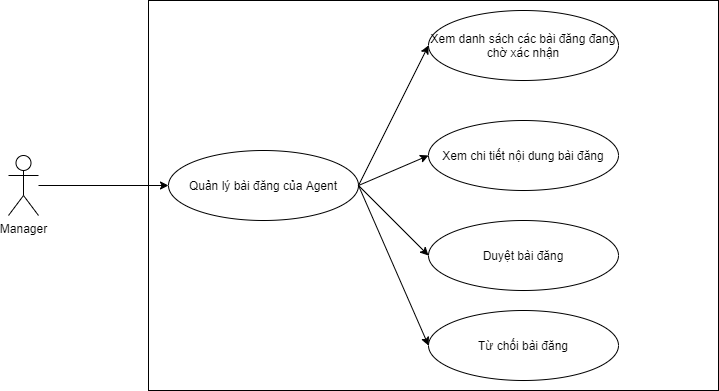 Xem danh sách các bài đăng đang
chờ xác nhận
Xem chi tiết nội dung bài đăng
Quản lý bài đăng của Agent
Manager
Duyệt bài đăng
Từ chối bài đăng